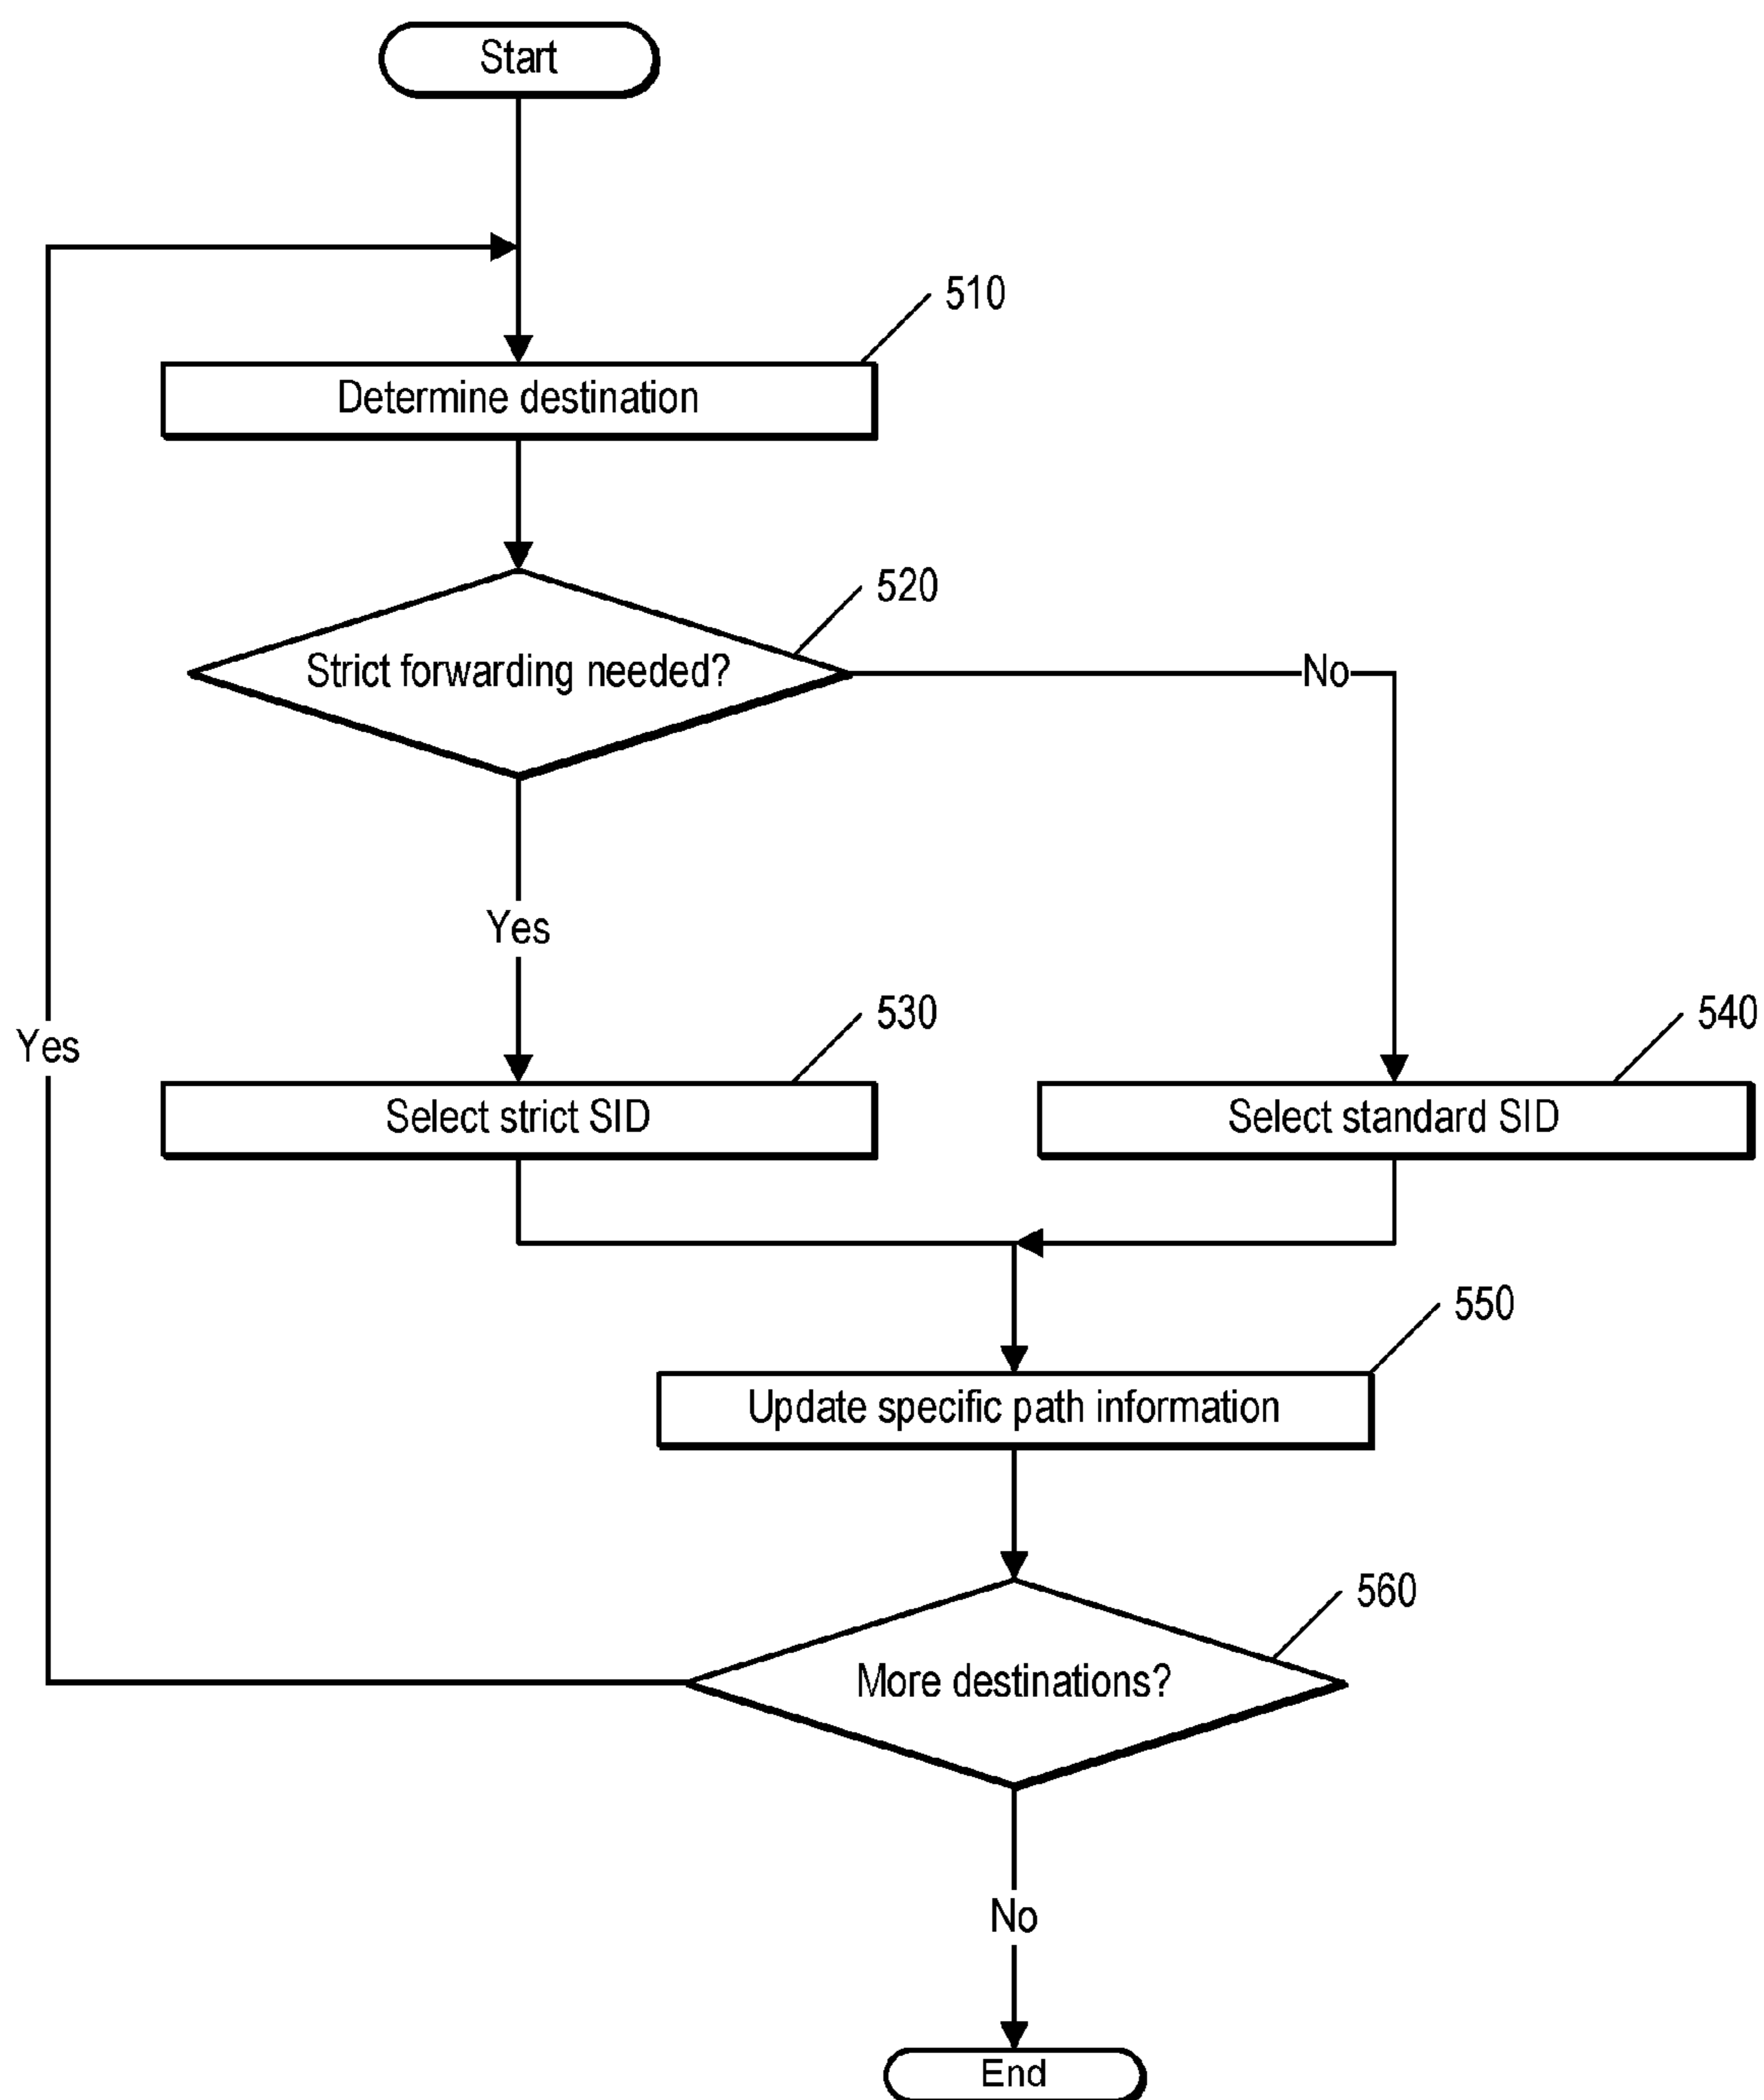 Start
510
Determine destination
520
Strict forwarding needed?
No
Yes
530
540
Yes
Select strict SID
Select standard SID
550
Update specific path information
560
More destinations?
No
End